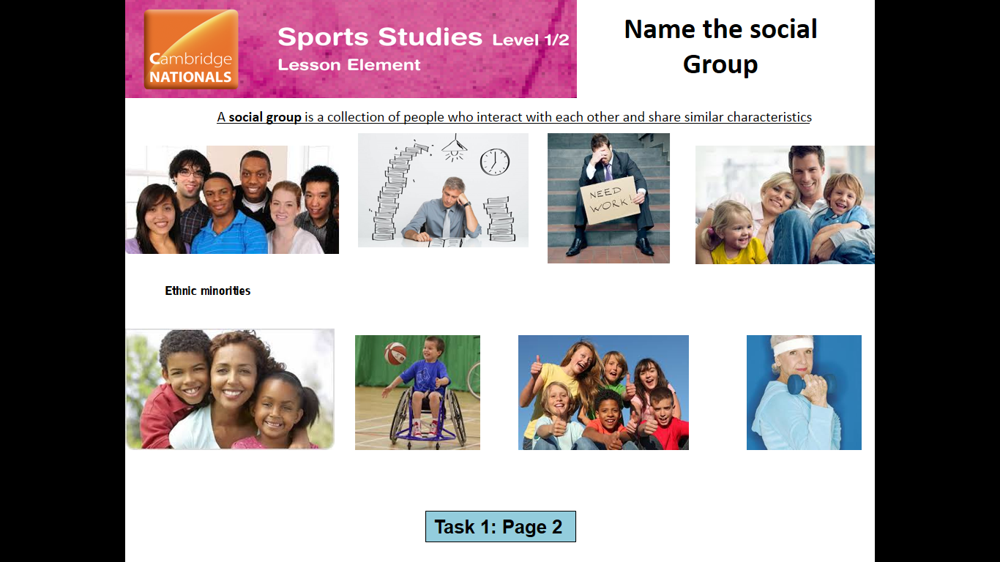 Cambridge
NATIONALS
Sports Studies Level 1/2
Lesson Element
Name the social
Group
A social group is a collection of people who interact with each other and share similar characteristics
NEED
WORK!
Ethnic minorities
Task 1: Page 2